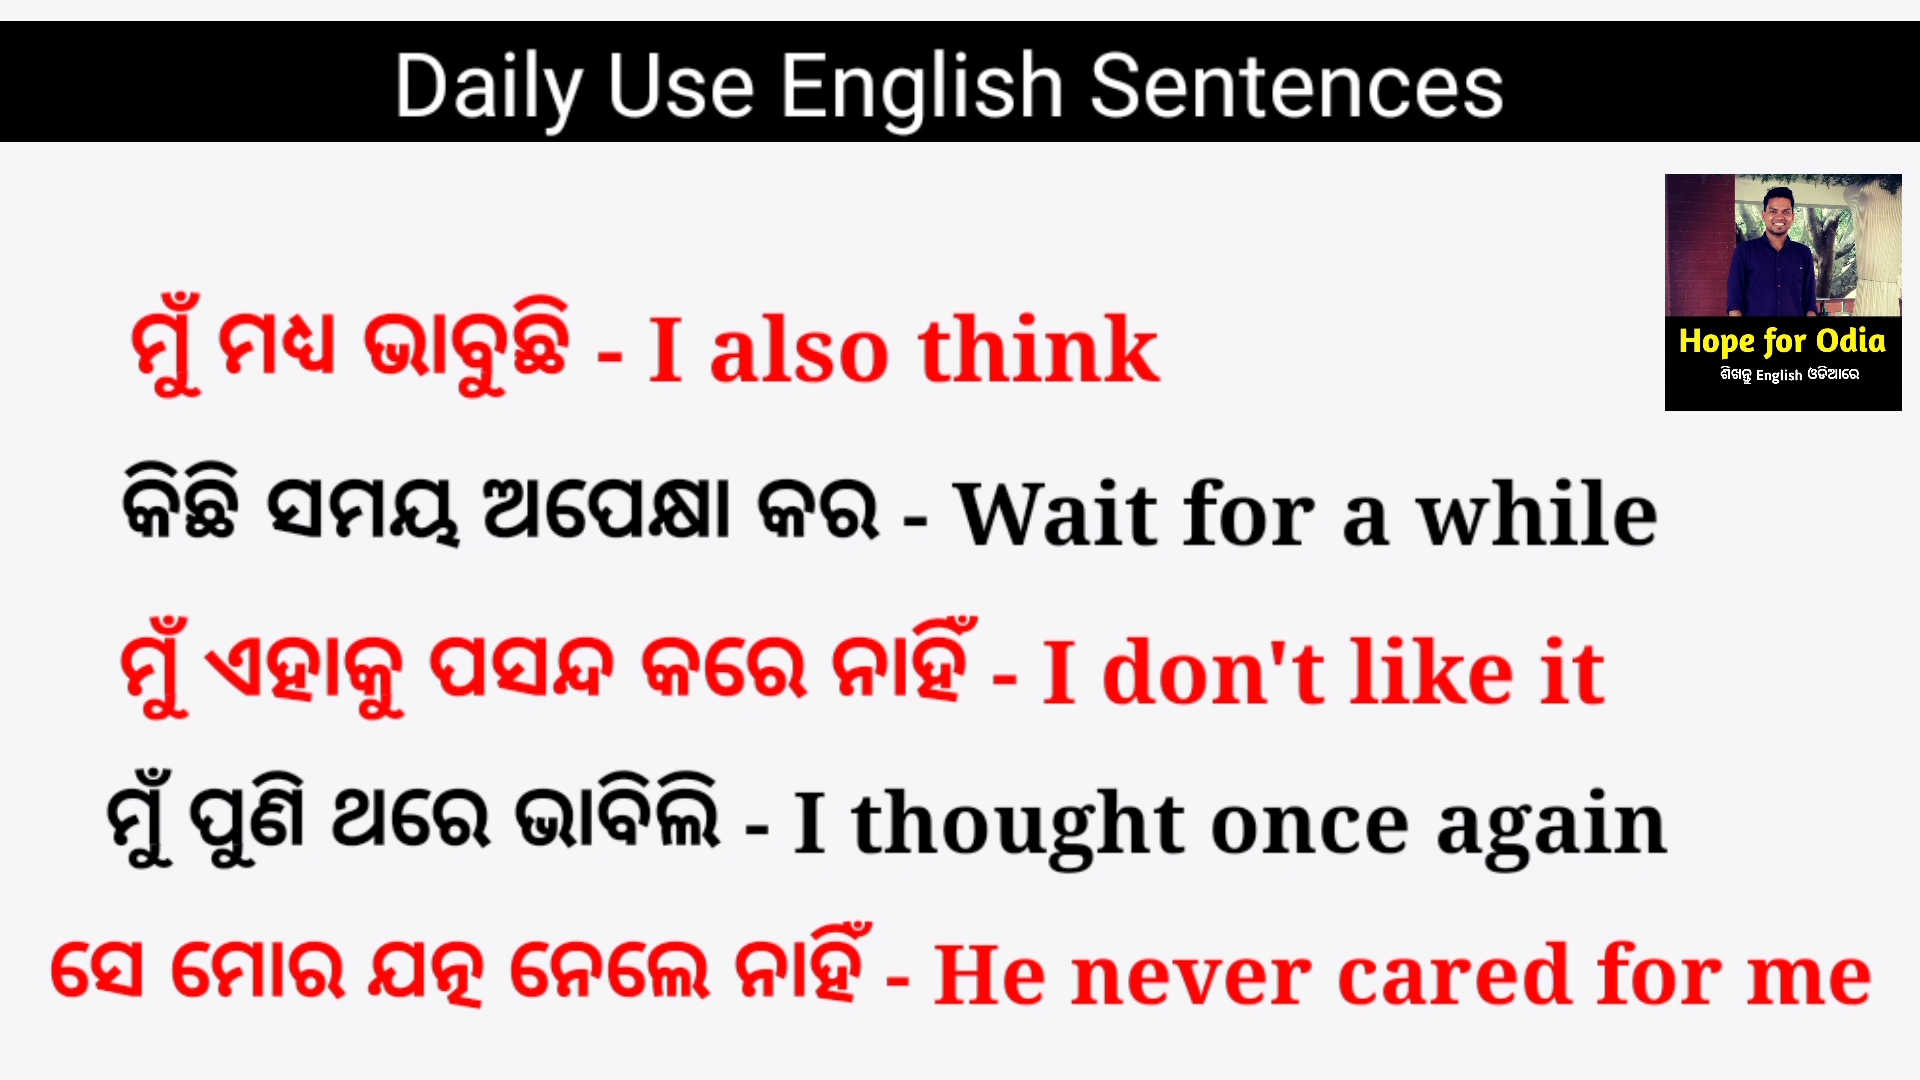 Daily Use English Sentences
Hope for Odia
ଶିଖନ୍ତୁ English ଓଡିଆରେ
ମୁଁ ମଧ୍ୟ ଭାବୁଛି - I also think
କିଛି ସମୟ ଅପେକ୍ଷା କର - Wait for a while
ମୁଁ ଏହାକୁ ପସନ୍ଦ କରେ ନାହିଁ - I don't like it
ମୁଁ ପୁଣି ଥରେ ଭାବିଲି - I thought once again
ସେ ମୋର ଯତ୍ନ ନେଲେ ନାହିଁ - He never cared for me